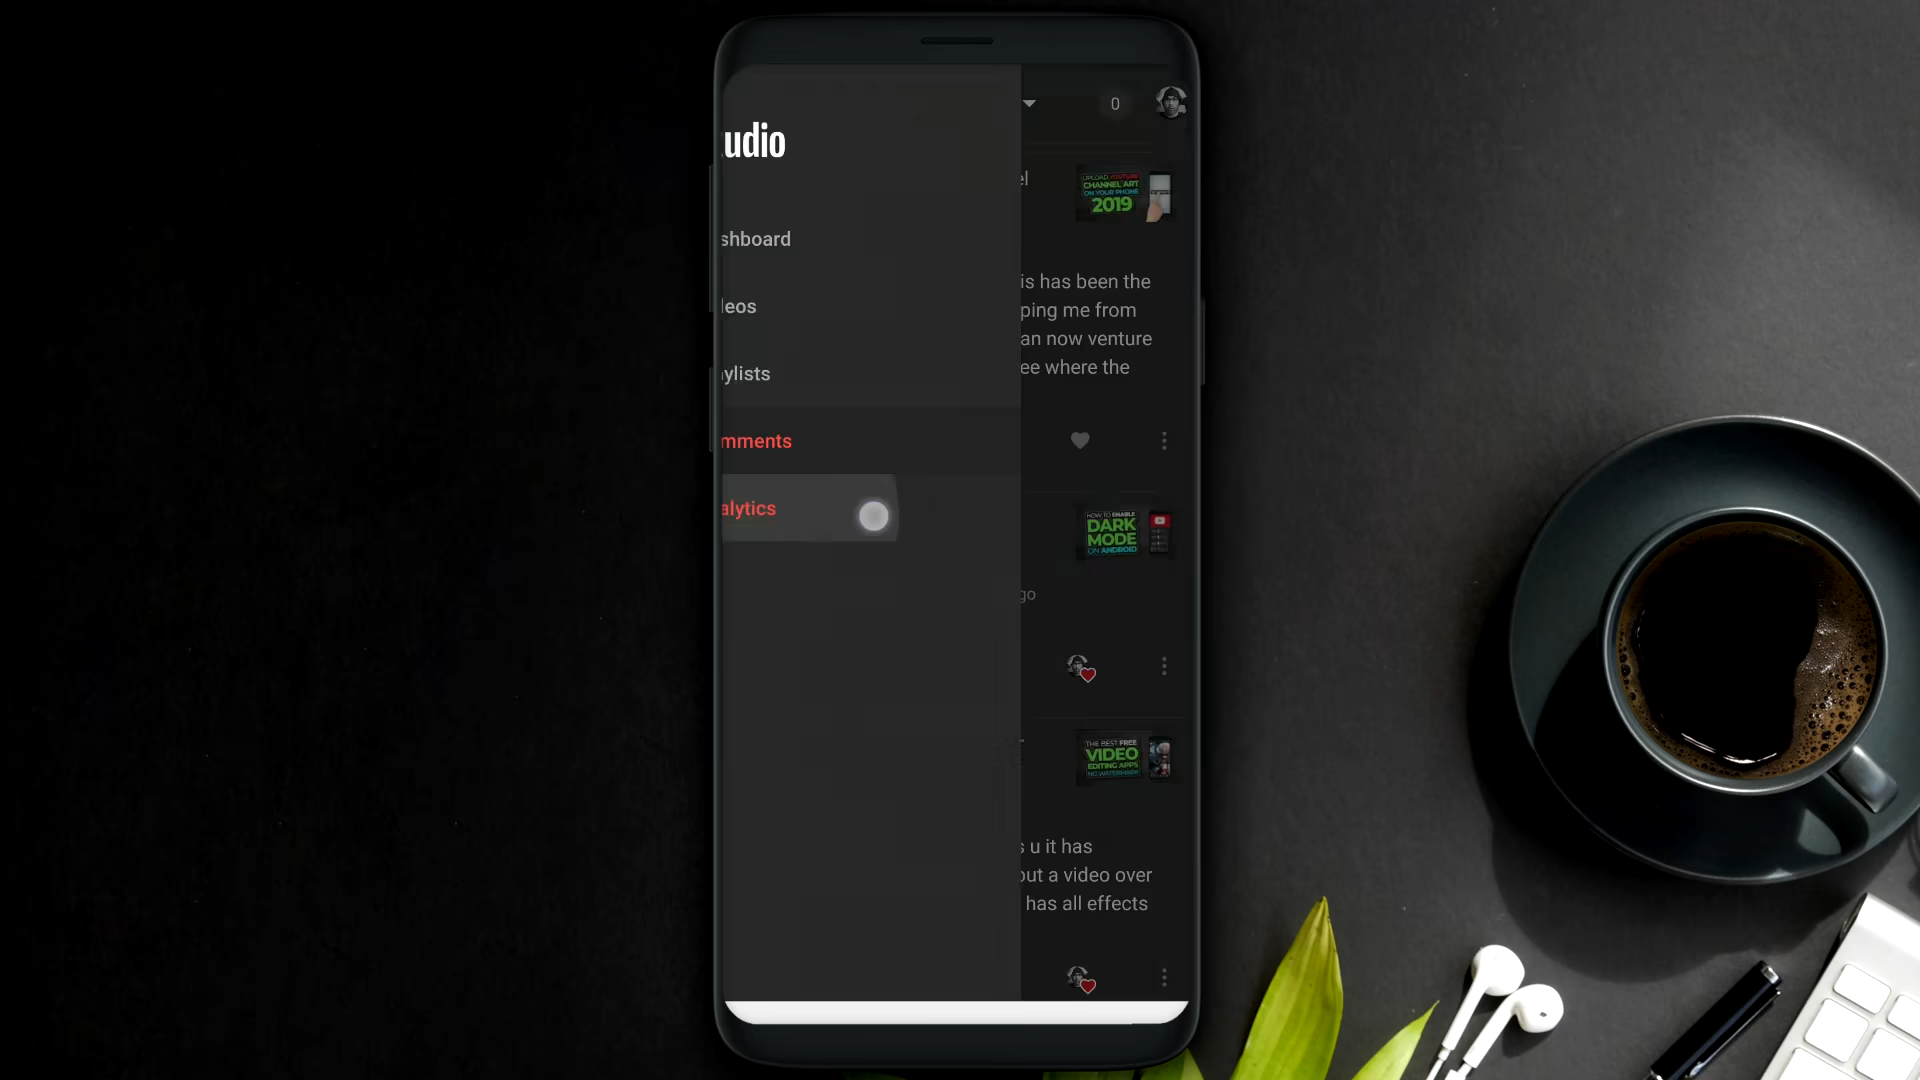 udio
0
el
UPLOAD YOUTUBE
CHANNEL ART
ON YOUR PHONE
2019
shboard
is has been the
leos
ping me from
an now venture
ee where the
ylists
mments
alytics
HOW TO ENABLE
DARK
MODE
ON ANDROID
go
THE BEST FREE
VIDEO
EDITING APPS
NO WATERMARK
s u it has
out a video over
has all effects